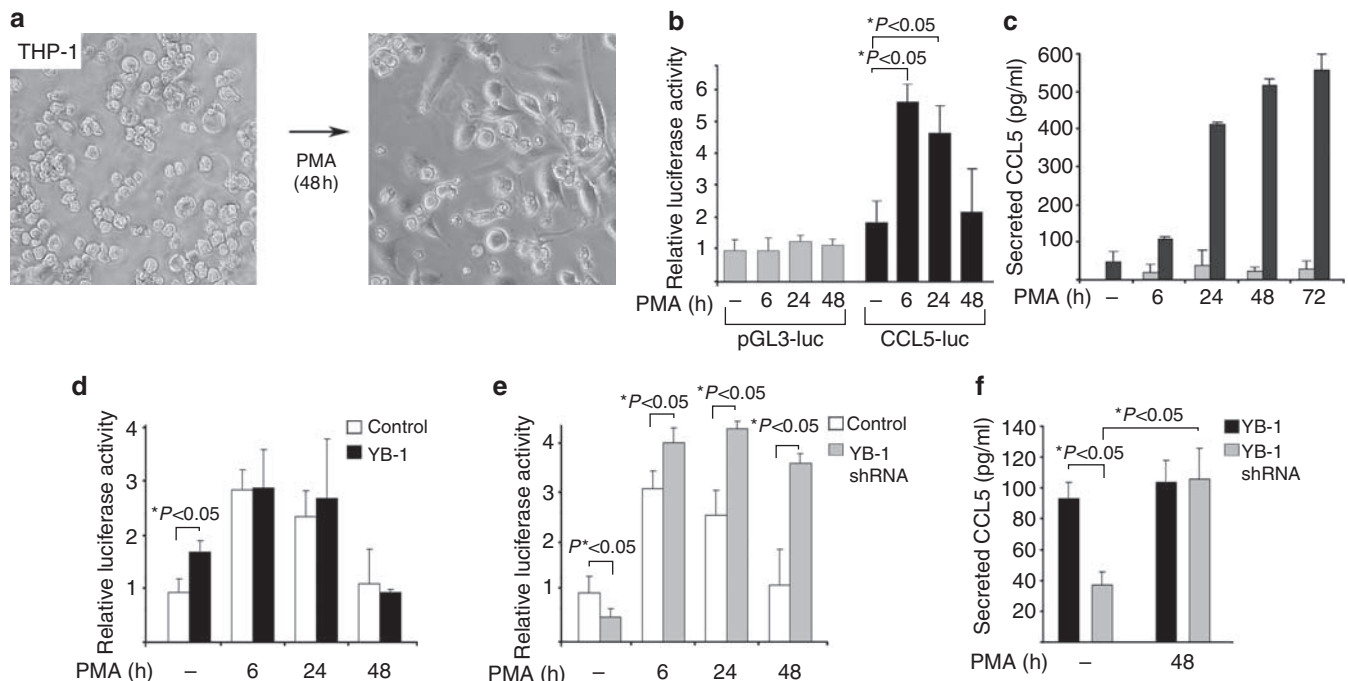 a
THP-1
PMA
(48 h)
b
*P<0.05
*P<0.05
Relative luciferase activity
6
5
4
3
2
1
PMA (h) – 6 24 48 – 6 24 48
pGL3-luc CCL5-luc
c
Secreted CCL5 (pg/ml)
600
500
400
300
200
100
PMA (h) – 6 24 48 72
d
Relative luciferase activity
4
3
2
1
Control
YB-1
*P<0.05
PMA (h) – 6 24 48
e
Relative luciferase activity
4
3
2
1
*P<0.05
*P<0.05
*P<0.05
P*<0.05
Control
YB-1
shRNA
PMA (h) – 6 24 48
f
Secreted CCL5 (pg/ml)
140
120
100
80
60
40
20
*P<0.05
*P<0.05
YB-1
YB-1
shRNA
PMA (h) – 48